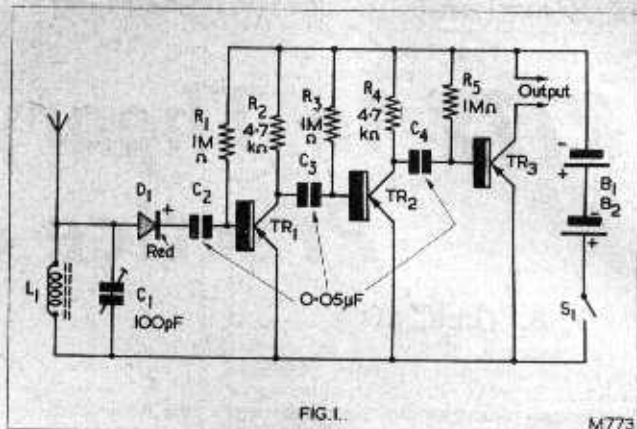 R1
1M
Ω
R2
4·7
kΩ
R3
1M
Ω
R4
4·7
kΩ
C4
R5
1MΩ
Output
D1
+
C2
C3
Red
TR1
TR2
TR3
-
+
B1
B2
-
+
L1
C1
100pF
0·05µF
S1
FIG.1.
M773